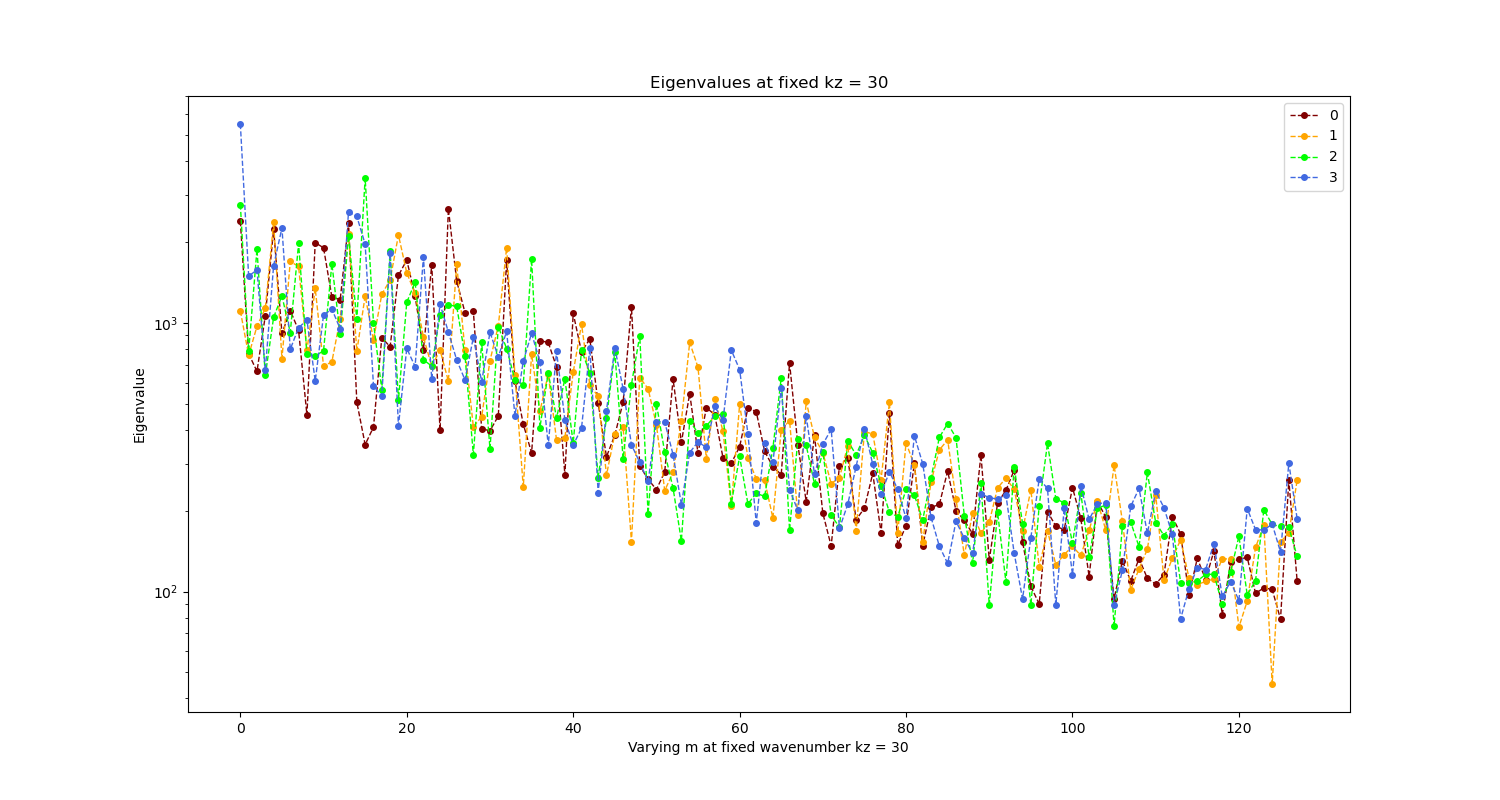 Eigenvalues at fixed kz = 30
0
1
2
3
10³
10²
Eigenvalue
0 20 40 60 80 100 120
Varying m at fixed wavenumber kz = 30